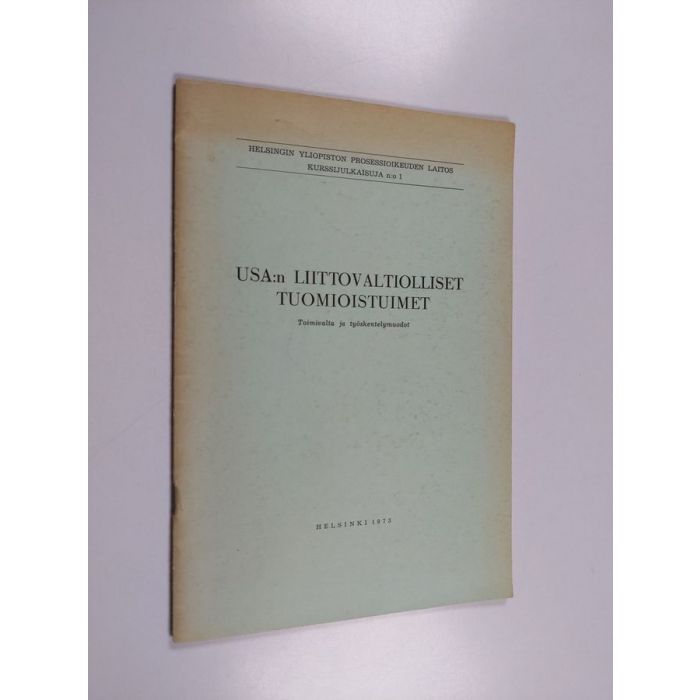 HELSINGIN YLIOPISTON PROSESSIOIKEUDEN LAITOS
KURSSIJULKAISUJA n:o 1
USA:n LIITTOVALTIOLLISET
TUOMIOISTUIMET
Toimivalta ja työskentelymuodot
HELSINKI 1973